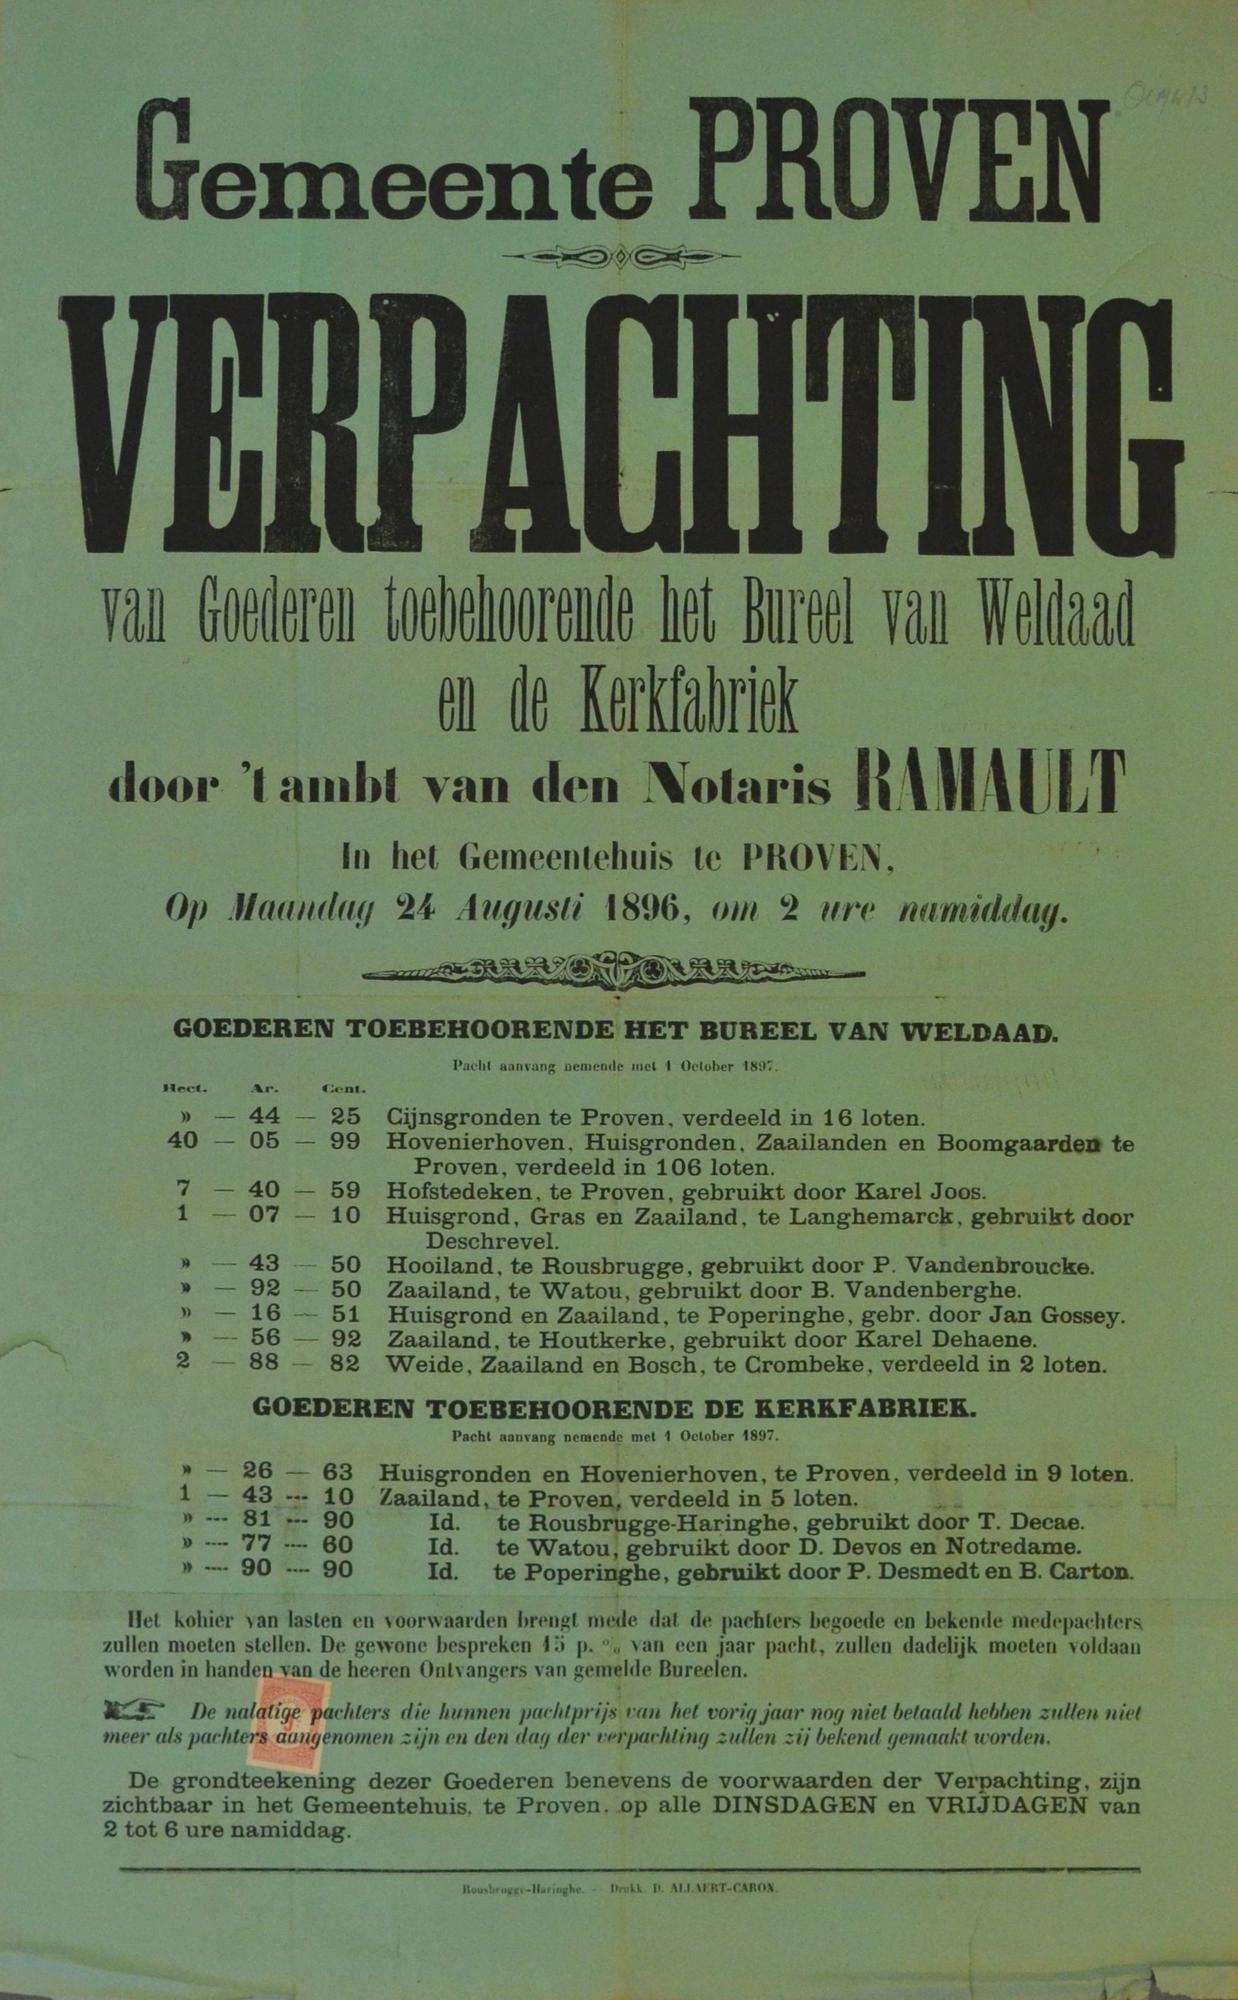 Gemeente PROVEN
VERPACHTING
van Goederen toebehoorende het Bureel van Weldaad
en de Kerkfabriek
door 't ambt van den Notaris RAMAULT
In het Gemeentehuis te PROVEN,
Op Maandag 24 Augusti 1896, om 2 ure namiddag.
GOEDEREN TOEBEHOORENDE HET BUREEL VAN WELDAAD.
Pacht aanvang nemende met 1 October 1897.
Hect. Ar. Cent.
» — 44 — 25 Cijnsgronden te Proven, verdeeld in 16 loten.
40 — 05 — 99 Hovenierhoven, Huisgronden, Zaailanden en Boomgaarden te
Proven, verdeeld in 106 loten.
7 — 40 — 59 Hofstedeken, te Proven, gebruikt door Karel Joos.
1 — 07 — 10 Huisgrond, Gras en Zaailand, te Langhemarck, gebruikt door
Deschrevel.
» — 43 — 50 Hooiland, te Rousbrugge, gebruikt door P. Vandenbroucke.
» — 92 — 50 Zaailand, te Watou, gebruikt door B. Vandenberghe.
» — 16 — 51 Huisgrond en Zaailand, te Poperinghe, gebr. door Jan Gossey.
» — 56 — 92 Zaailand, te Houtkerke, gebruikt door Karel Dehaene.
2 — 88 — 82 Weide, Zaailand en Bosch, te Crombeke, verdeeld in 2 loten.
GOEDEREN TOEBEHOORENDE DE KERKFABRIEK.
Pacht aanvang nemende met 1 October 1897.
» — 26 — 63 Huisgronden en Hovenierhoven, te Proven, verdeeld in 9 loten.
1 — 43 --- 10 Zaailand, te Proven, verdeeld in 5 loten.
» --- 81 --- 90 Id. te Rousbrugge-Haringhe, gebruikt door T. Decae.
» ---- 77 ---- 60 Id. te Watou, gebruikt door D. Devos en Notredame.
» ---- 90 ---- 90 Id. te Poperinghe, gebruikt door P. Desmedt en B. Carton.
Het kohier van lasten en voorwaarden brengt mede dat de pachters begoede en bekende medepachters
zullen moeten stellen. De gewone bespreken 15 p. % van een jaar pacht, zullen dadelijk moeten voldaan
worden in handen van de heeren Ontvangers van gemelde Bureelen.
De nalatige pachters die hunnen pachtprijs van het vorig jaar nog niet betaald hebben zullen niet
meer als pachters aangenomen zijn en den dag der verpachting zullen zij bekend gemaakt worden.
De grondteekening dezer Goederen benevens de voorwaarden der Verpachting, zijn
zichtbaar in het Gemeentehuis, te Proven, op alle DINSDAGEN en VRIJDAGEN van
2 tot 6 ure namiddag.
Rousbrugge-Haringhe. — Drukk. D. ALLAERT-CARON.